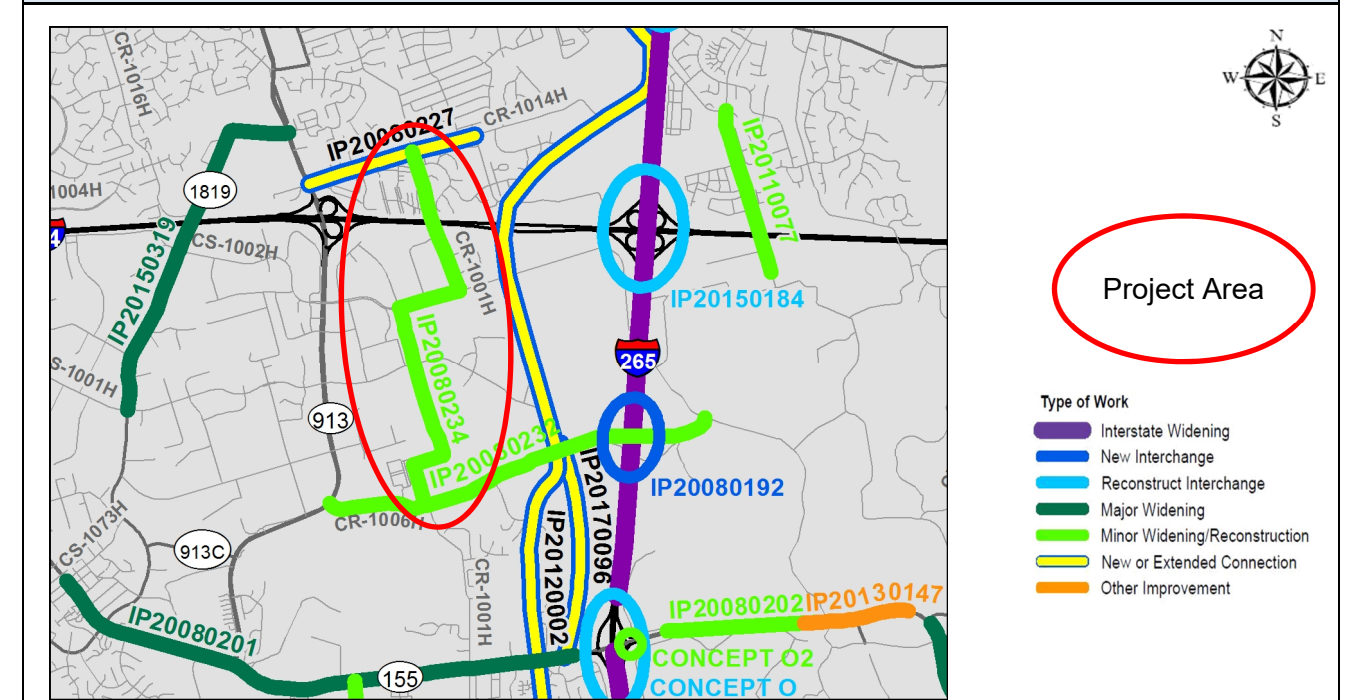 CR-1016H
CR-1014H
IP20080227
IP20110077
1819
1004H
CS-1002H
CR-1001H
IP20150319
IP20150184
265
S-1001H
IP20080234
913
IP20080232
IP20080192
IP20170096
CR-1006H
CS-1073H
913C
IP20120002
CR-1001H
IP20080202
IP20130147
IP20080201
155
CONCEPT O2
CONCEPT O
N
W
E
S
Project Area
Type of Work
Interstate Widening
New Interchange
Reconstruct Interchange
Major Widening
Minor Widening/Reconstruction
New or Extended Connection
Other Improvement